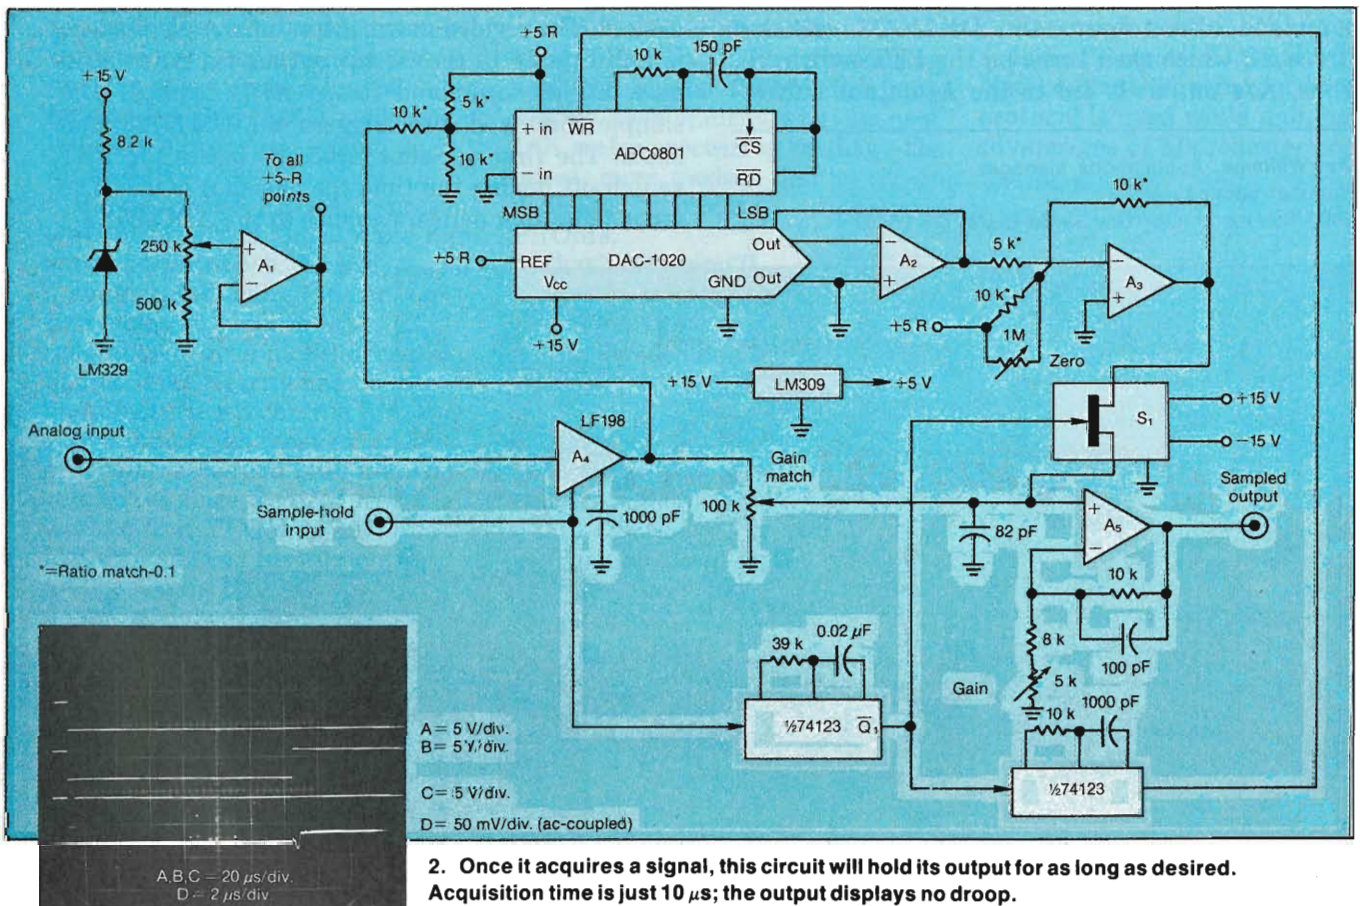 +5 R
10 k
150 pF
+15 V
8.2 k
10 k*
5 k*
+ in
WR
CS
ADC0801
10 k*
− in
RD
To all
+5-R
points
250 k
+
A₁
−
500 k
LM329
MSB
LSB
+5 R
REF
DAC-1020
Out
Vcc
GND
Out
+15 V
−
A₂
+
5 k*
10 k*
10 k*
−
A₃
+
+5 R
1M
Zero
+15 V
LM309
+5 V
S₁
+15 V
−15 V
Analog input
LF198
A₄
Gain
match
100 k
1000 pF
Sample-hold
input
Sampled
output
+
A₅
−
82 pF
10 k
100 pF
8 k
5 k
Gain
*=Ratio match-0.1
39 k
0.02 µF
½74123
Q̅₁
10 k
1000 pF
½74123
A = 5 V/div.
B = 5 V/div.
C = 5 V/div.
D = 50 mV/div. (ac-coupled)
A,B,C = 20 µs/div.
D = 2 µs/div
2. Once it acquires a signal, this circuit will hold its output for as long as desired.
Acquisition time is just 10 µs; the output displays no droop.